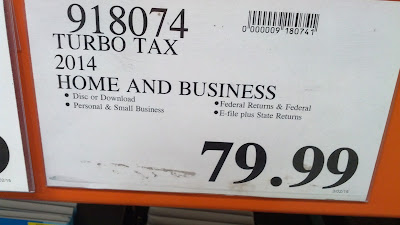 918074
0000009180741
TURBO TAX
2014
HOME AND BUSINESS
• Disc or Download
• Federal Returns & Federal
• Personal & Small Business
• E-file plus State Returns
79.99